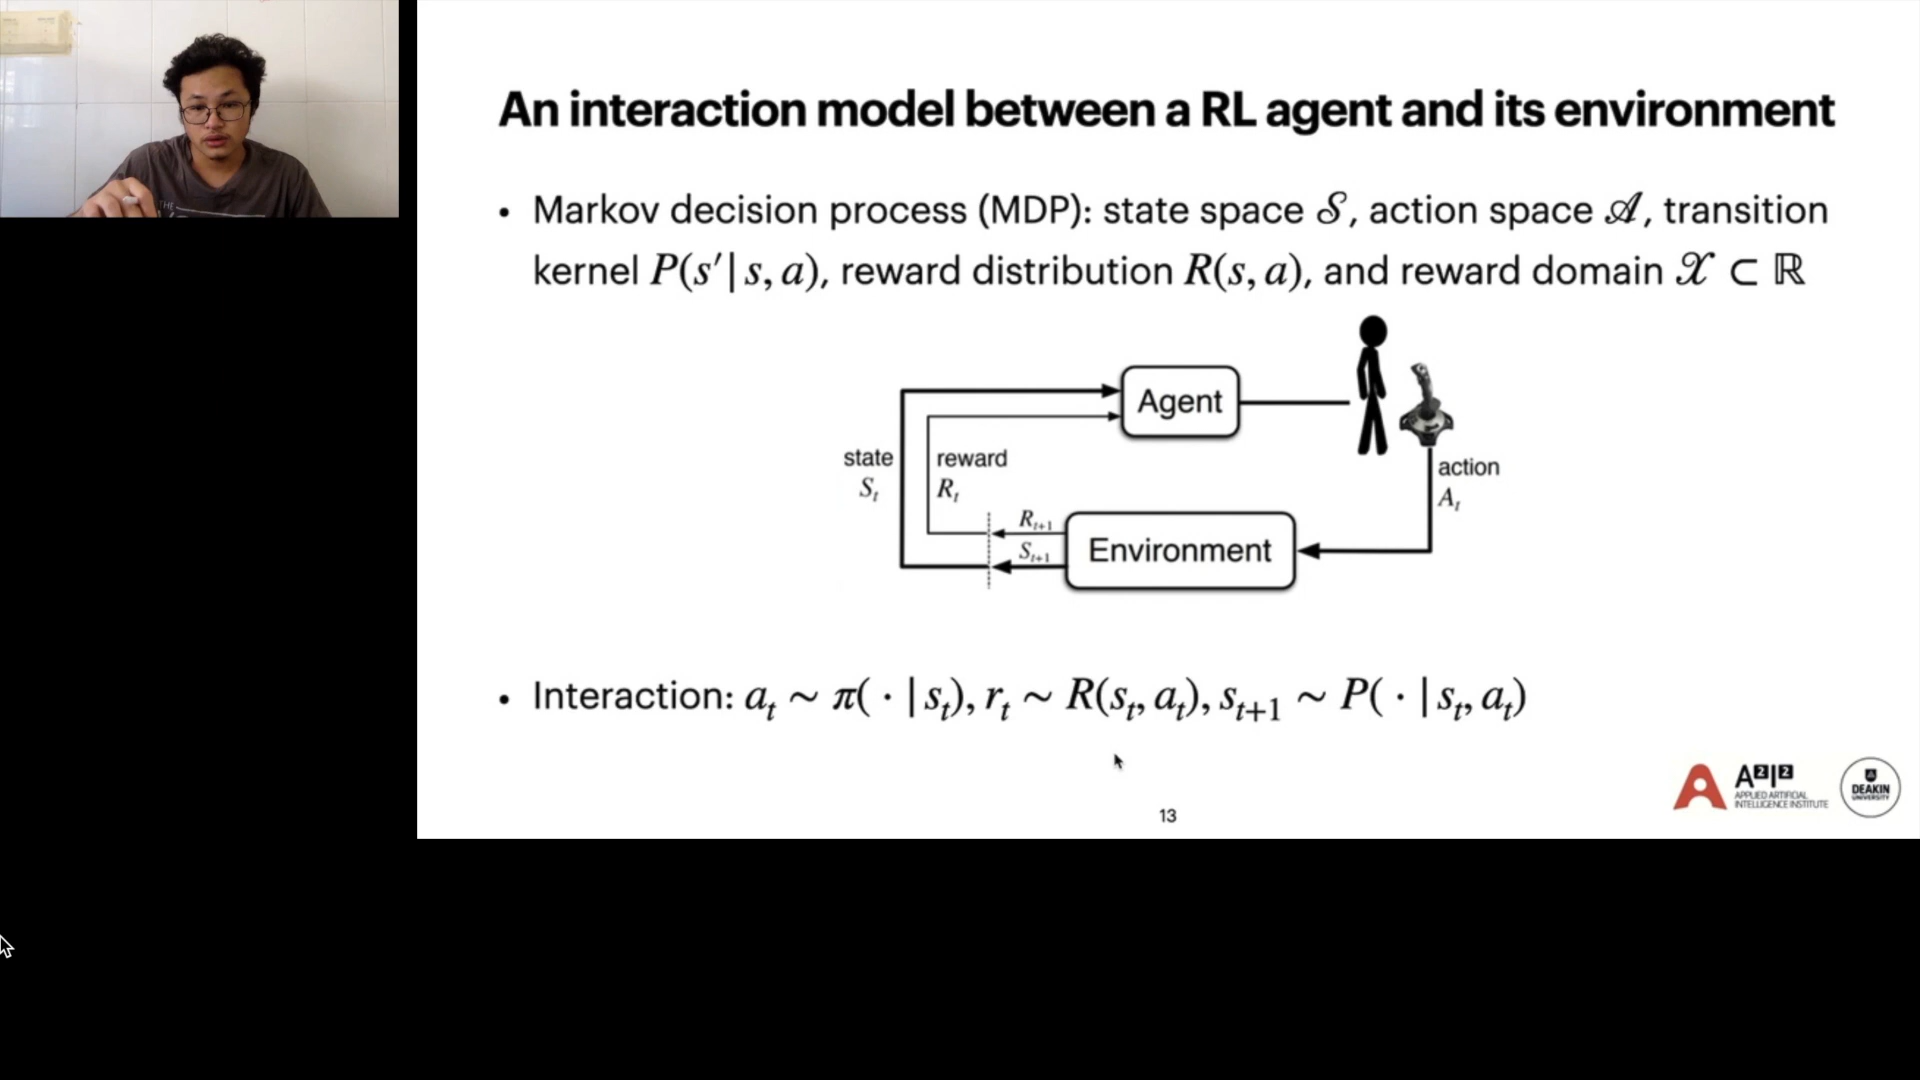 THE
An interaction model between a RL agent and its environment
• Markov decision process (MDP): state space 𝒮, action space 𝒜, transition
kernel P(s′|s, a), reward distribution R(s, a), and reward domain 𝒳 ⊂ ℝ
Agent
state
S_t
reward
R_t
action
A_t
R_{t+1}
S_{t+1}
Environment
• Interaction: a_t ∼ π( · |s_t), r_t ∼ R(s_t, a_t), s_{t+1} ∼ P( · |s_t, a_t)
A²I²
APPLIED ARTIFICIAL
INTELLIGENCE INSTITUTE
DEAKIN
UNIVERSITY
13